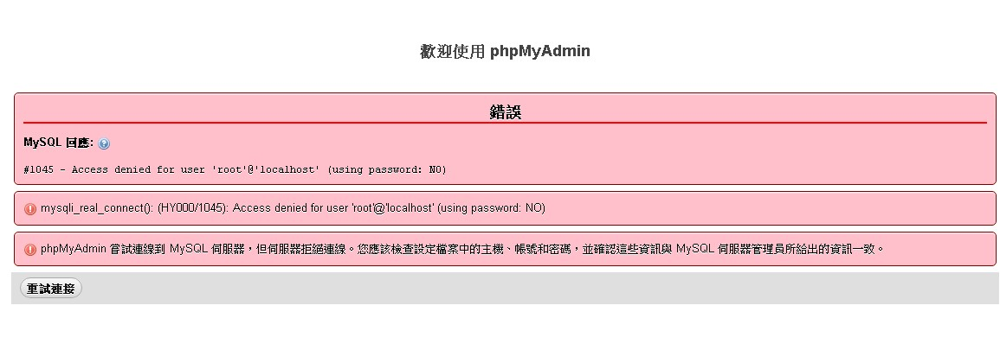 歡迎使用 phpMyAdmin
錯誤
MySQL 回應:
#1045 - Access denied for user 'root'@'localhost' (using password: NO)
mysqli_real_connect(): (HY000/1045): Access denied for user 'root'@'localhost' (using password: NO)
phpMyAdmin 嘗試連線到 MySQL 伺服器，但伺服器拒絕連線。您應該檢查設定檔案中的主機、帳號和密碼，並確認這些資訊與 MySQL 伺服器管理員所給出的資訊一致。
重試連接